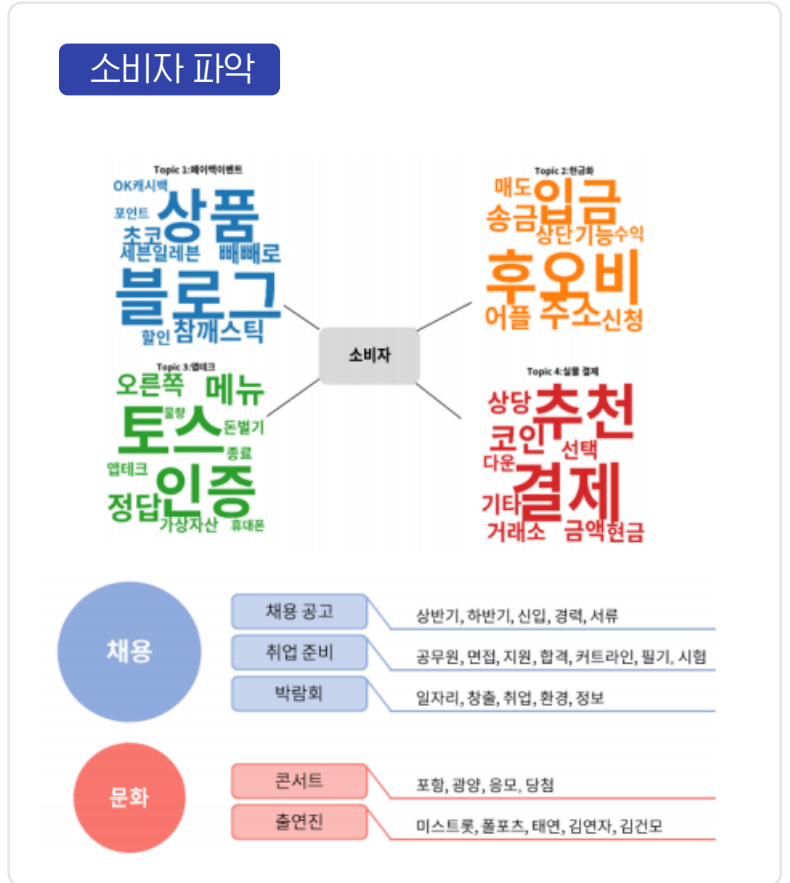 소비자 파악
Topic 1:페이백이벤트
OK캐시백
상품
포인트
초코
세븐일레븐 빼빼로
블로그
할인 참깨스틱
Topic 2:현금화
매도 입금
송금
상단기능수익
후오비
어플 주소신청
소비자
Topic 3:앱테크
오른쪽 메뉴
물량
토스 돈벌기
종료
앱테크
인증
정답
가상자산 휴대폰
Topic 4:실물 결제
상당 추천
코인 선택
다운
결제
기타
거래소 금액현금
채용
채용 공고 상반기, 하반기, 신입, 경력, 서류
취업 준비 공무원, 면접, 지원, 합격, 커트라인, 필기, 시험
박람회 일자리, 창출, 취업, 환경, 정보
문화
콘서트 포항, 광양, 응모, 당첨
출연진 미스트롯, 폴포츠, 태연, 김연자, 김건모